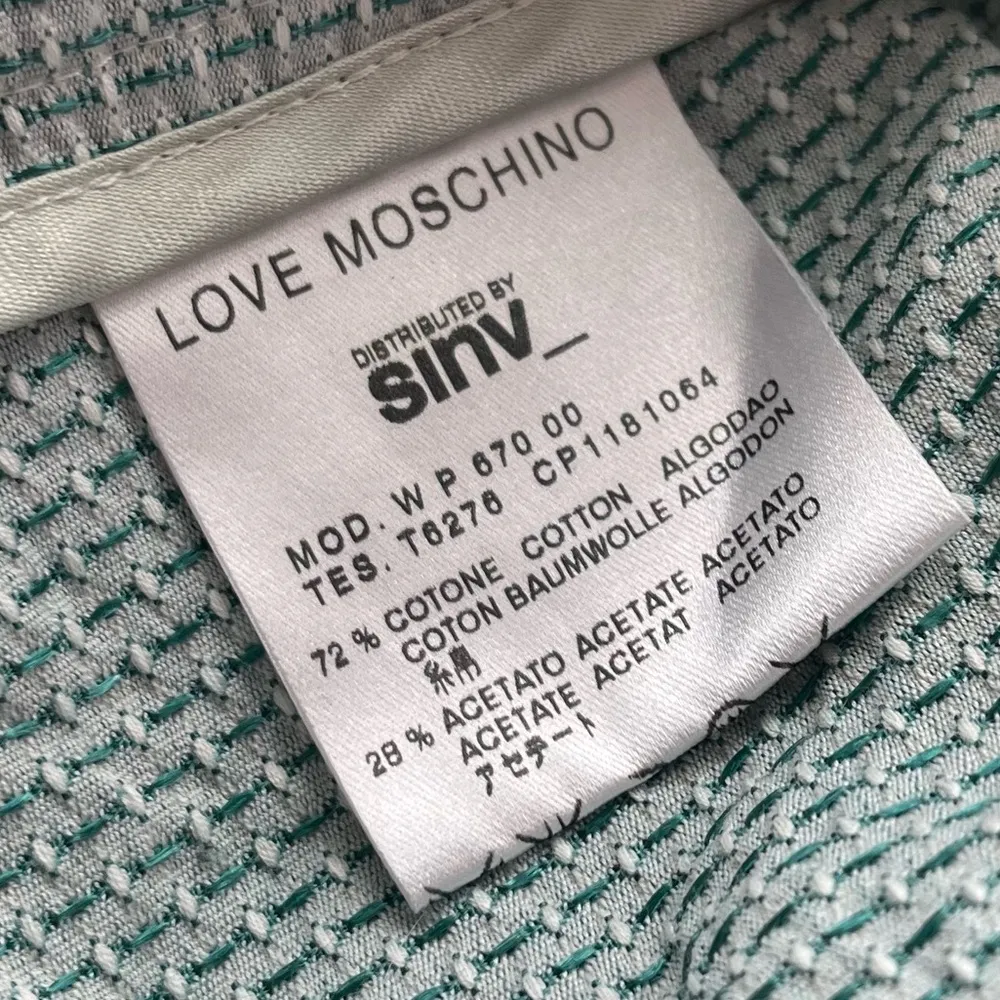 LOVE MOSCHINO
DISTRIBUTED BY
sınv_
MOD. W P 670 00
TES. T6276 CP1181064
72 % COTONE COTTON ALGODAO
COTON BAUMWOLLE ALGODON
綿
28 % ACETATO ACETATE ACETATO
ACETATE ACETAT ACETATO
アセテート